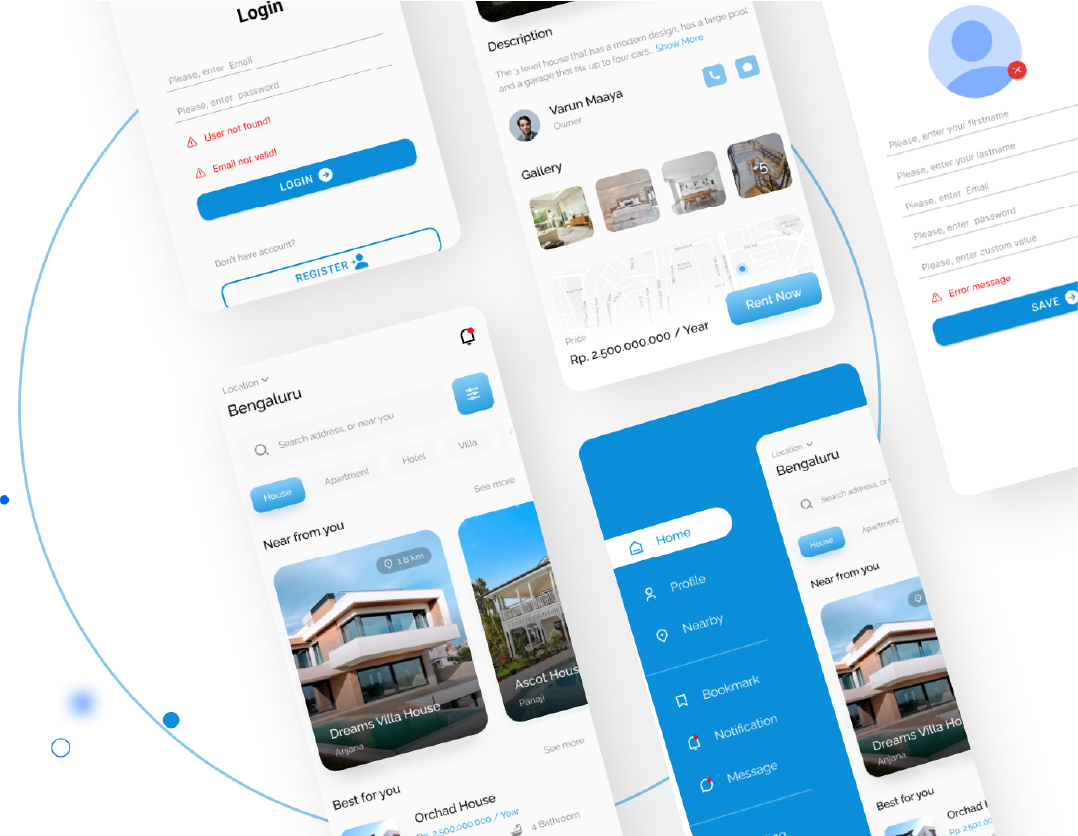 Login
Please, enter Email
Please, enter password
User not found!
Email not valid!
LOGIN
Don't have account?
REGISTER
Description
The 3 level house that has a modern design, has a large pool
and a garage that fits up to four cars... Show More
Varun Maaya
Owner
Gallery
+5
Price
Rp. 2.500.000.000 / Year
Rent Now
Please, enter your firstname
Please, enter your lastname
Please, enter Email
Please, enter password
Please, enter custom value
Error message
SAVE
Location
Bengaluru
Search address, or near you
House Apartment Hotel Villa
Near from you See more
1.8 km
Dreams Villa House
Anjana
Ascot Hous
Panaji
Best for you See more
Orchad House
Rp. 2.500.000.000 / Year
4 Bathroom
Home
Profile
Nearby
Bookmark
Notification
Message
Location
Bengaluru
Search address, or
House Apartment
Near from you
Dreams Villa Ho
Anjana
Best for you
Orchad
Rp. 2.500.00